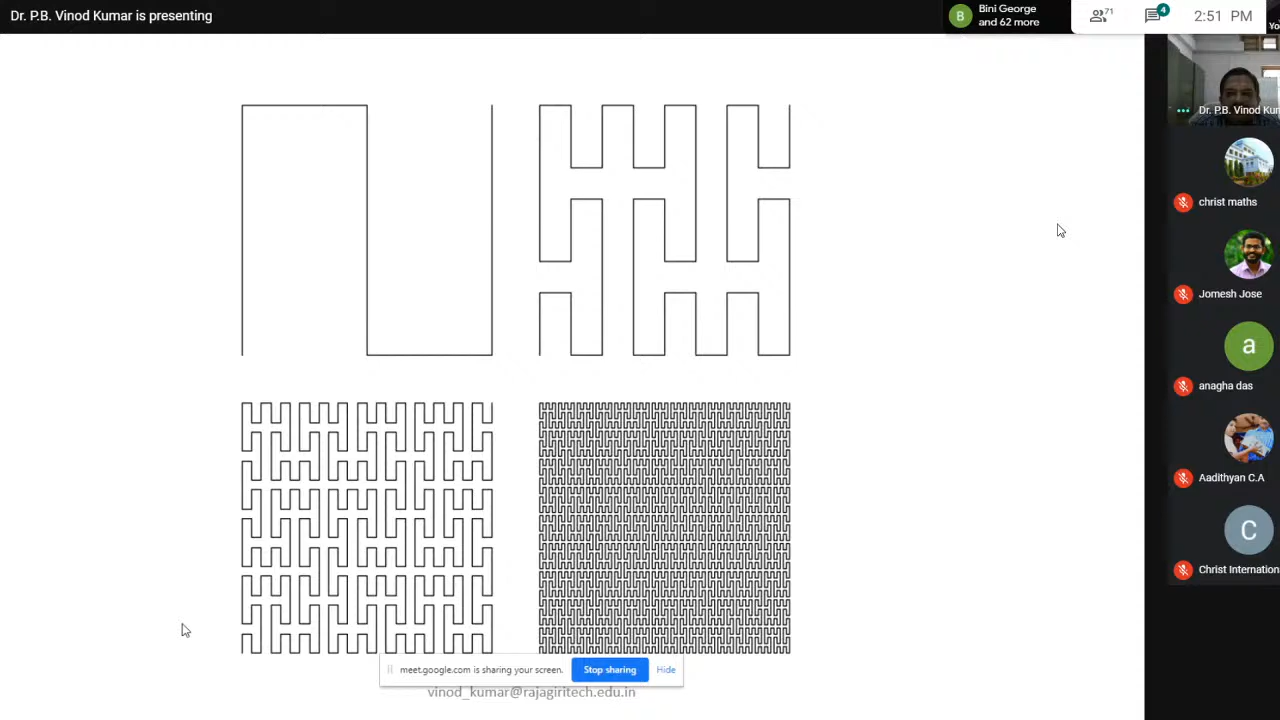 Dr. P.B. Vinod Kumar is presenting
B
Bini George
and 62 more
71
4
2:51 PM
Yo
Dr. P.B. Vinod Kur
christ maths
Jomesh Jose
a
anagha das
Aadithyan C.A
C
Christ Internation
meet.google.com is sharing your screen.
Stop sharing
Hide
vinod_kumar@rajagiritech.edu.in